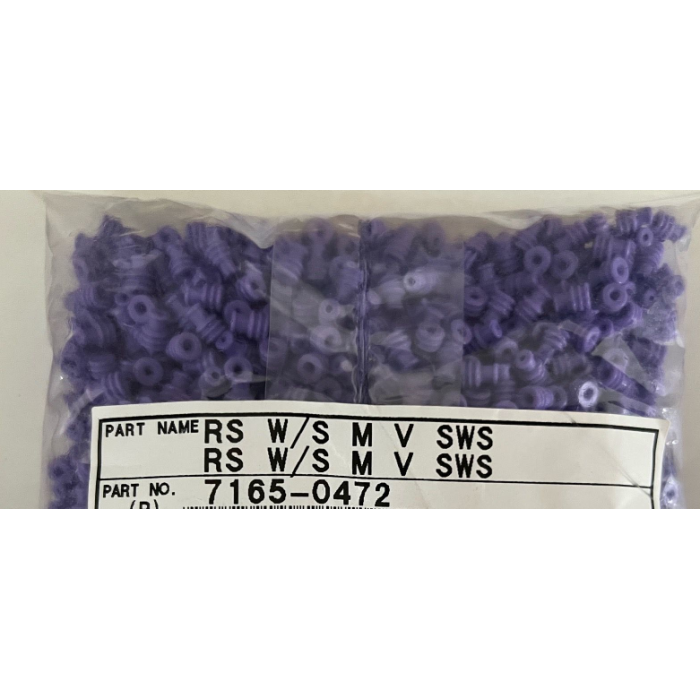 PART NAME RS W/S M V SWS
RS W/S M V SWS
PART NO. 7165-0472
(P)